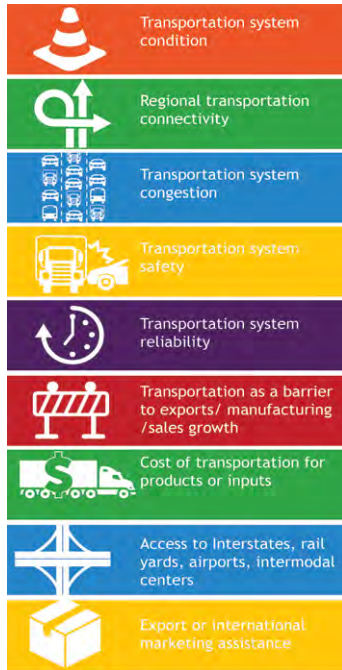 Transportation system
condition
Regional transportation
connectivity
Transportation system
congestion
Transportation system
safety
Transportation system
reliability
Transportation as a barrier
to exports/ manufacturing
/sales growth
$
Cost of transportation for
products or inputs
Access to Interstates, rail
yards, airports, intermodal
centers
Export or international
marketing assistance